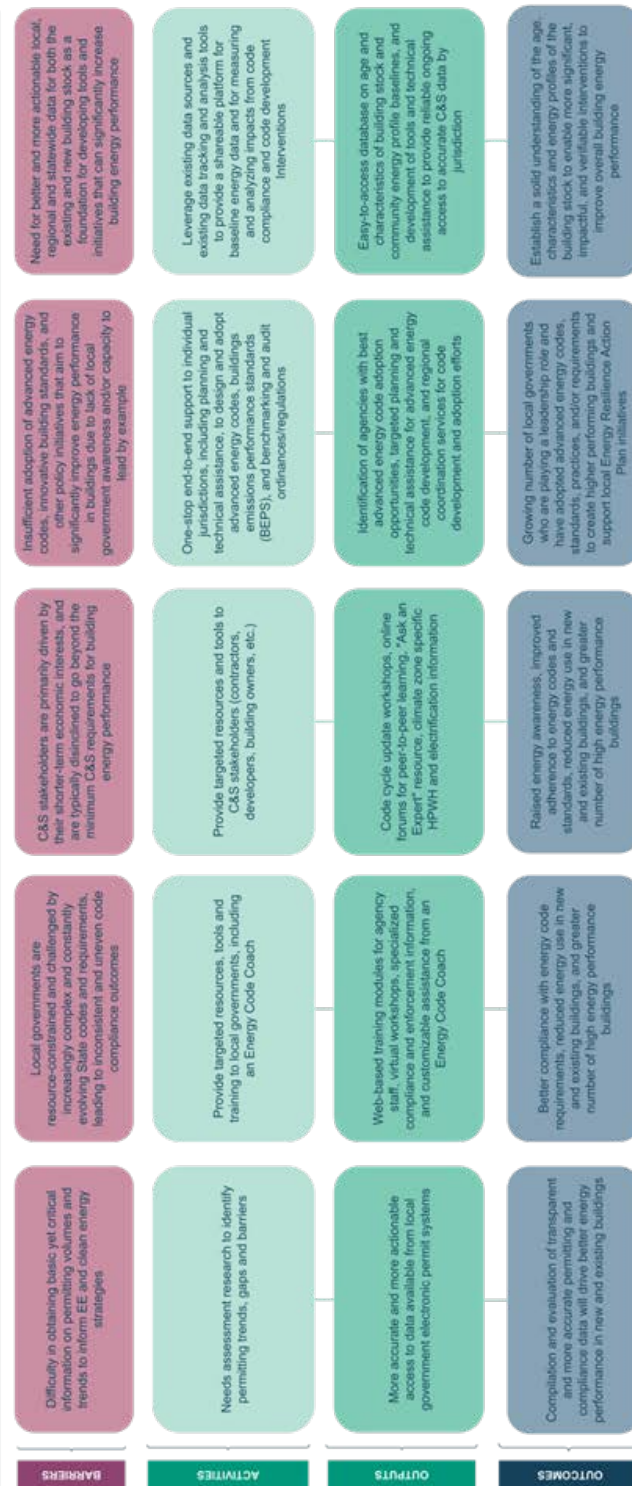 BARRIERS
Difficulty in obtaining basic yet critical
information on permitting volumes and
trends to inform EE and clean energy
strategies
Local governments are
resource-constrained and challenged by
increasingly complex and constantly
evolving State codes and requirements,
leading to inconsistent and uneven code
compliance outcomes
C&S stakeholders are primarily driven by
their shorter-term economic interests, and
are typically disinclined to go beyond the
minimum C&S requirements for building
energy performance
Insufficient adoption of advanced energy
codes, innovative building standards, and
other policy initiatives that aim to
significantly improve energy performance
in buildings due to lack of local
government awareness and/or capacity to
lead by example
Need for better and more actionable local,
regional and statewide data for both the
existing and new building stock as a
foundation for developing tools and
initiatives that can significantly increase
building energy performance
ACTIVITIES
Needs assessment research to identify
permitting trends, gaps and barriers
Provide targeted resources, tools and
training to local governments, including
an Energy Code Coach
Provide targeted resources and tools to
C&S stakeholders (contractors,
developers, building owners, etc.)
One-stop end-to-end support to individual
jurisdictions, including planning and
technical assistance, to design and adopt
advanced energy codes, buildings
emissions performance standards
(BEPS), and benchmarking and audit
ordinances/regulations
Leverage existing data sources and
existing data tracking and analysis tools
to provide a shareable platform for
baseline energy data and for measuring
and analyzing impacts from code
compliance and code development
Interventions
OUTPUTS
More accurate and more actionable
access to data available from local
government electronic permit systems
Web-based training modules for agency
staff, virtual workshops, specialized
compliance and enforcement information,
and customizable assistance from an
Energy Code Coach
Code cycle update workshops, online
forums for peer-to-peer learning, "Ask an
Expert" resource, climate zone specific
HPWH and electrification information
Identification of agencies with best
advanced energy code adoption
opportunities, targeted planning and
technical assistance for advanced energy
code development, and regional
coordination services for code
development and adoption efforts
Easy-to-access database on age and
characteristics of building stock and
community energy profile baselines, and
development of tools and technical
assistance to provide reliable ongoing
access to accurate C&S data by
jurisdiction
OUTCOMES
Compilation and evaluation of transparent
and more accurate permitting and
compliance data will drive better energy
performance in new and existing buildings
Better compliance with energy code
requirements, reduced energy use in new
and existing buildings, and greater
number of high energy performance
buildings
Raised energy awareness, improved
adherence to energy codes and
standards, reduced energy use in new
and existing buildings, and greater
number of high energy performance
buildings
Growing number of local governments
who are playing a leadership role and
have adopted advanced energy codes,
standards, practices, and/or requirements
to create higher performing buildings and
support local Energy Resilience Action
Plan initiatives
Establish a solid understanding of the age,
characteristics and energy profiles of the
building stock to enable more significant,
impactful, and verifiable interventions to
improve overall building energy
performance